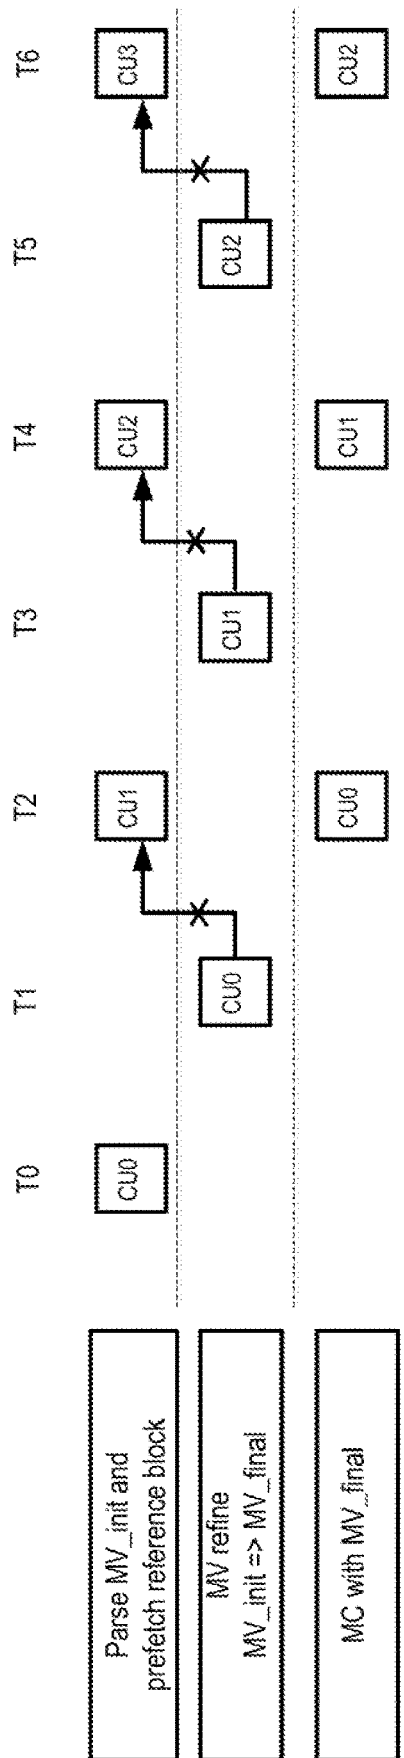 T0 T1 T2 T3 T4 T5 T6
Parse MV_init and
prefetch reference block
CU0 CU1 CU2 CU3
MV refine
MV_init => MV_final
CU0 CU1 CU2
MC with MV_final
CU0 CU1 CU2